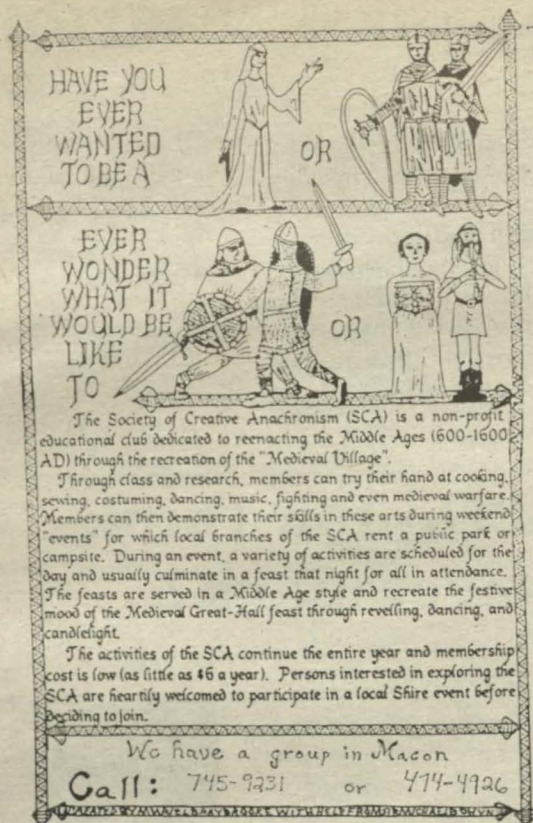 HAVE YOU
EVER
WANTED
TO BE A
OR
EVER
WONDER
WHAT IT
WOULD BE
LIKE
TO
OR
The Society of Creative Anachronism (SCA) is a non-profit
educational club dedicated to reenacting the Middle Ages (600-1600
AD) through the recreation of the "Medieval Village".
Through class and research, members can try their hand at cooking,
sewing, costuming, dancing, music, fighting and even medieval warfare.
Members can then demonstrate their skills in these arts during weekend
"events" for which local branches of the SCA rent a public park or
campsite. During an event, a variety of activities are scheduled for the
day and usually culminate in a feast that night for all in attendance.
The feasts are served in a Middle Age style and recreate the festive
mood of the Medieval Great-Hall feast through revelling, dancing, and
candlelight.
The activities of the SCA continue the entire year and membership
cost is low (as little as $6 a year). Persons interested in exploring the
SCA are heartily welcomed to participate in a local Shire event before
deciding to join.
We have a group in Macon
Call: 745-9231 or 474-4926
WITH HELP FROM